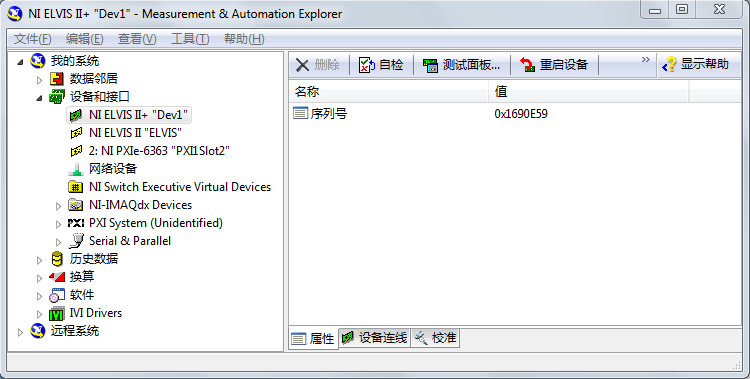 NI ELVIS II+ "Dev1" - Measurement & Automation Explorer
文件(F) 编辑(E) 查看(V) 工具(T) 帮助(H)
我的系统
数据邻居
设备和接口
NI ELVIS II+ "Dev1"
NI ELVIS II "ELVIS"
2: NI PXIe-6363 "PXI1Slot2"
网络设备
NI Switch Executive Virtual Devices
NI-IMAQdx Devices
PXI PXI System (Unidentified)
Serial & Parallel
历史数据
换算
软件
IVI Drivers
远程系统
删除 自检 测试面板... 重启设备 » 显示帮助
名称 值
序列号 0x1690E59
属性 设备连线 校准